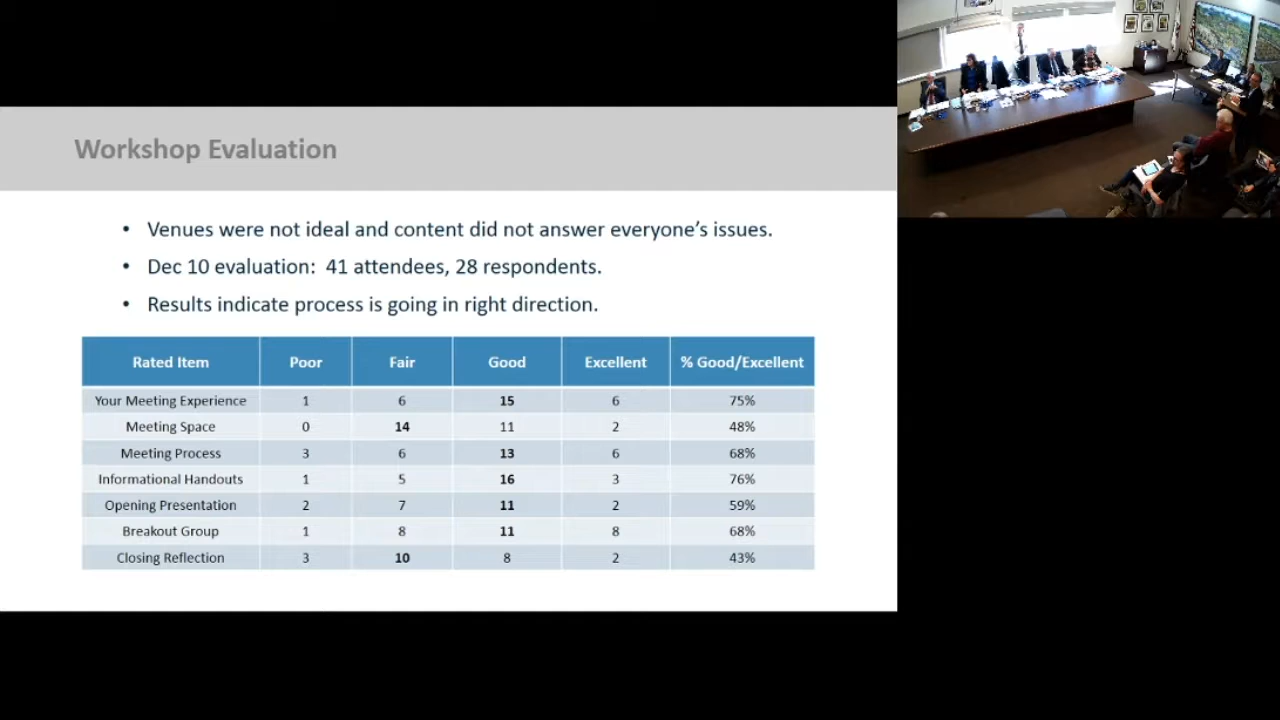 Workshop Evaluation
• Venues were not ideal and content did not answer everyone's issues.
• Dec 10 evaluation: 41 attendees, 28 respondents.
• Results indicate process is going in right direction.
Rated Item Poor Fair Good Excellent % Good/Excellent
Your Meeting Experience 1 6 15 6 75%
Meeting Space 0 14 11 2 48%
Meeting Process 3 6 13 6 68%
Informational Handouts 1 5 16 3 76%
Opening Presentation 2 7 11 2 59%
Breakout Group 1 8 11 8 68%
Closing Reflection 3 10 8 2 43%